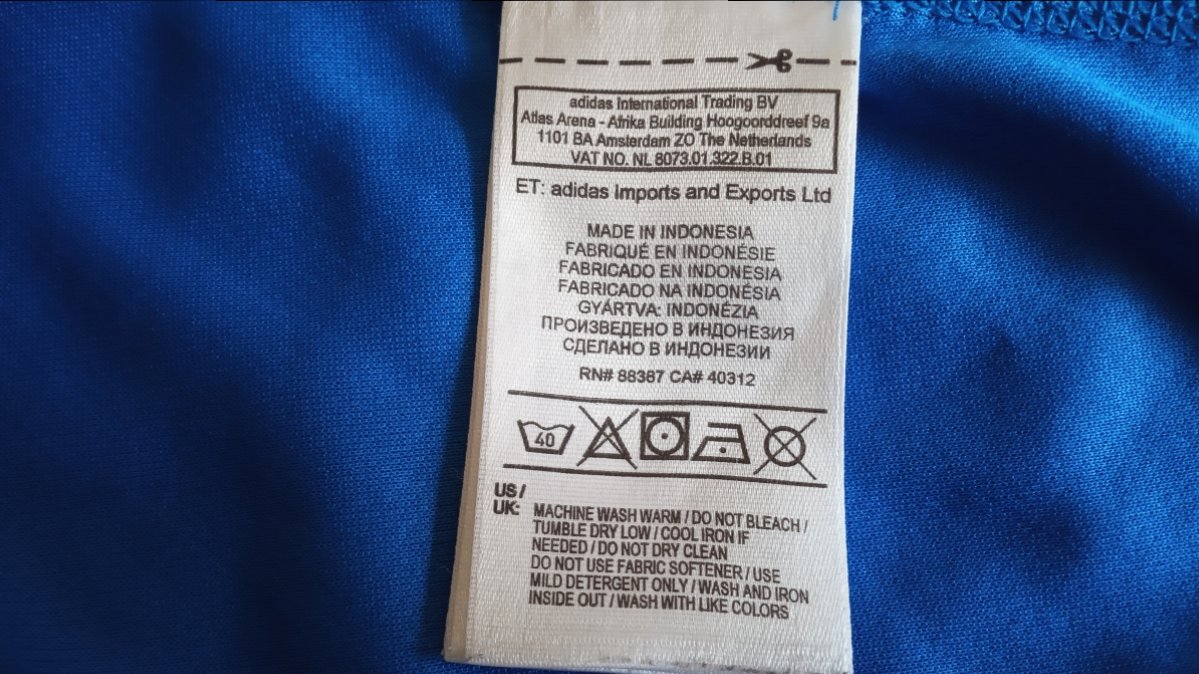 adidas International Trading BV
Atlas Arena - Afrika Building Hoogoorddreef 9a
1101 BA Amsterdam ZO The Netherlands
VAT NO. NL 8073.01.322.B.01
ET: adidas Imports and Exports Ltd
MADE IN INDONESIA
FABRIQUÉ EN INDONÉSIE
FABRICADO EN INDONESIA
FABRICADO NA INDONÉSIA
GYÁRTVA: INDONÉZIA
ПРОИЗВЕДЕНО В ИНДОНЕЗИЯ
СДЕЛАНО В ИНДОНЕЗИИ
RN# 88387 CA# 40312
40
US /
UK: MACHINE WASH WARM / DO NOT BLEACH /
TUMBLE DRY LOW / COOL IRON IF
NEEDED / DO NOT DRY CLEAN
DO NOT USE FABRIC SOFTENER / USE
MILD DETERGENT ONLY / WASH AND IRON
INSIDE OUT / WASH WITH LIKE COLORS